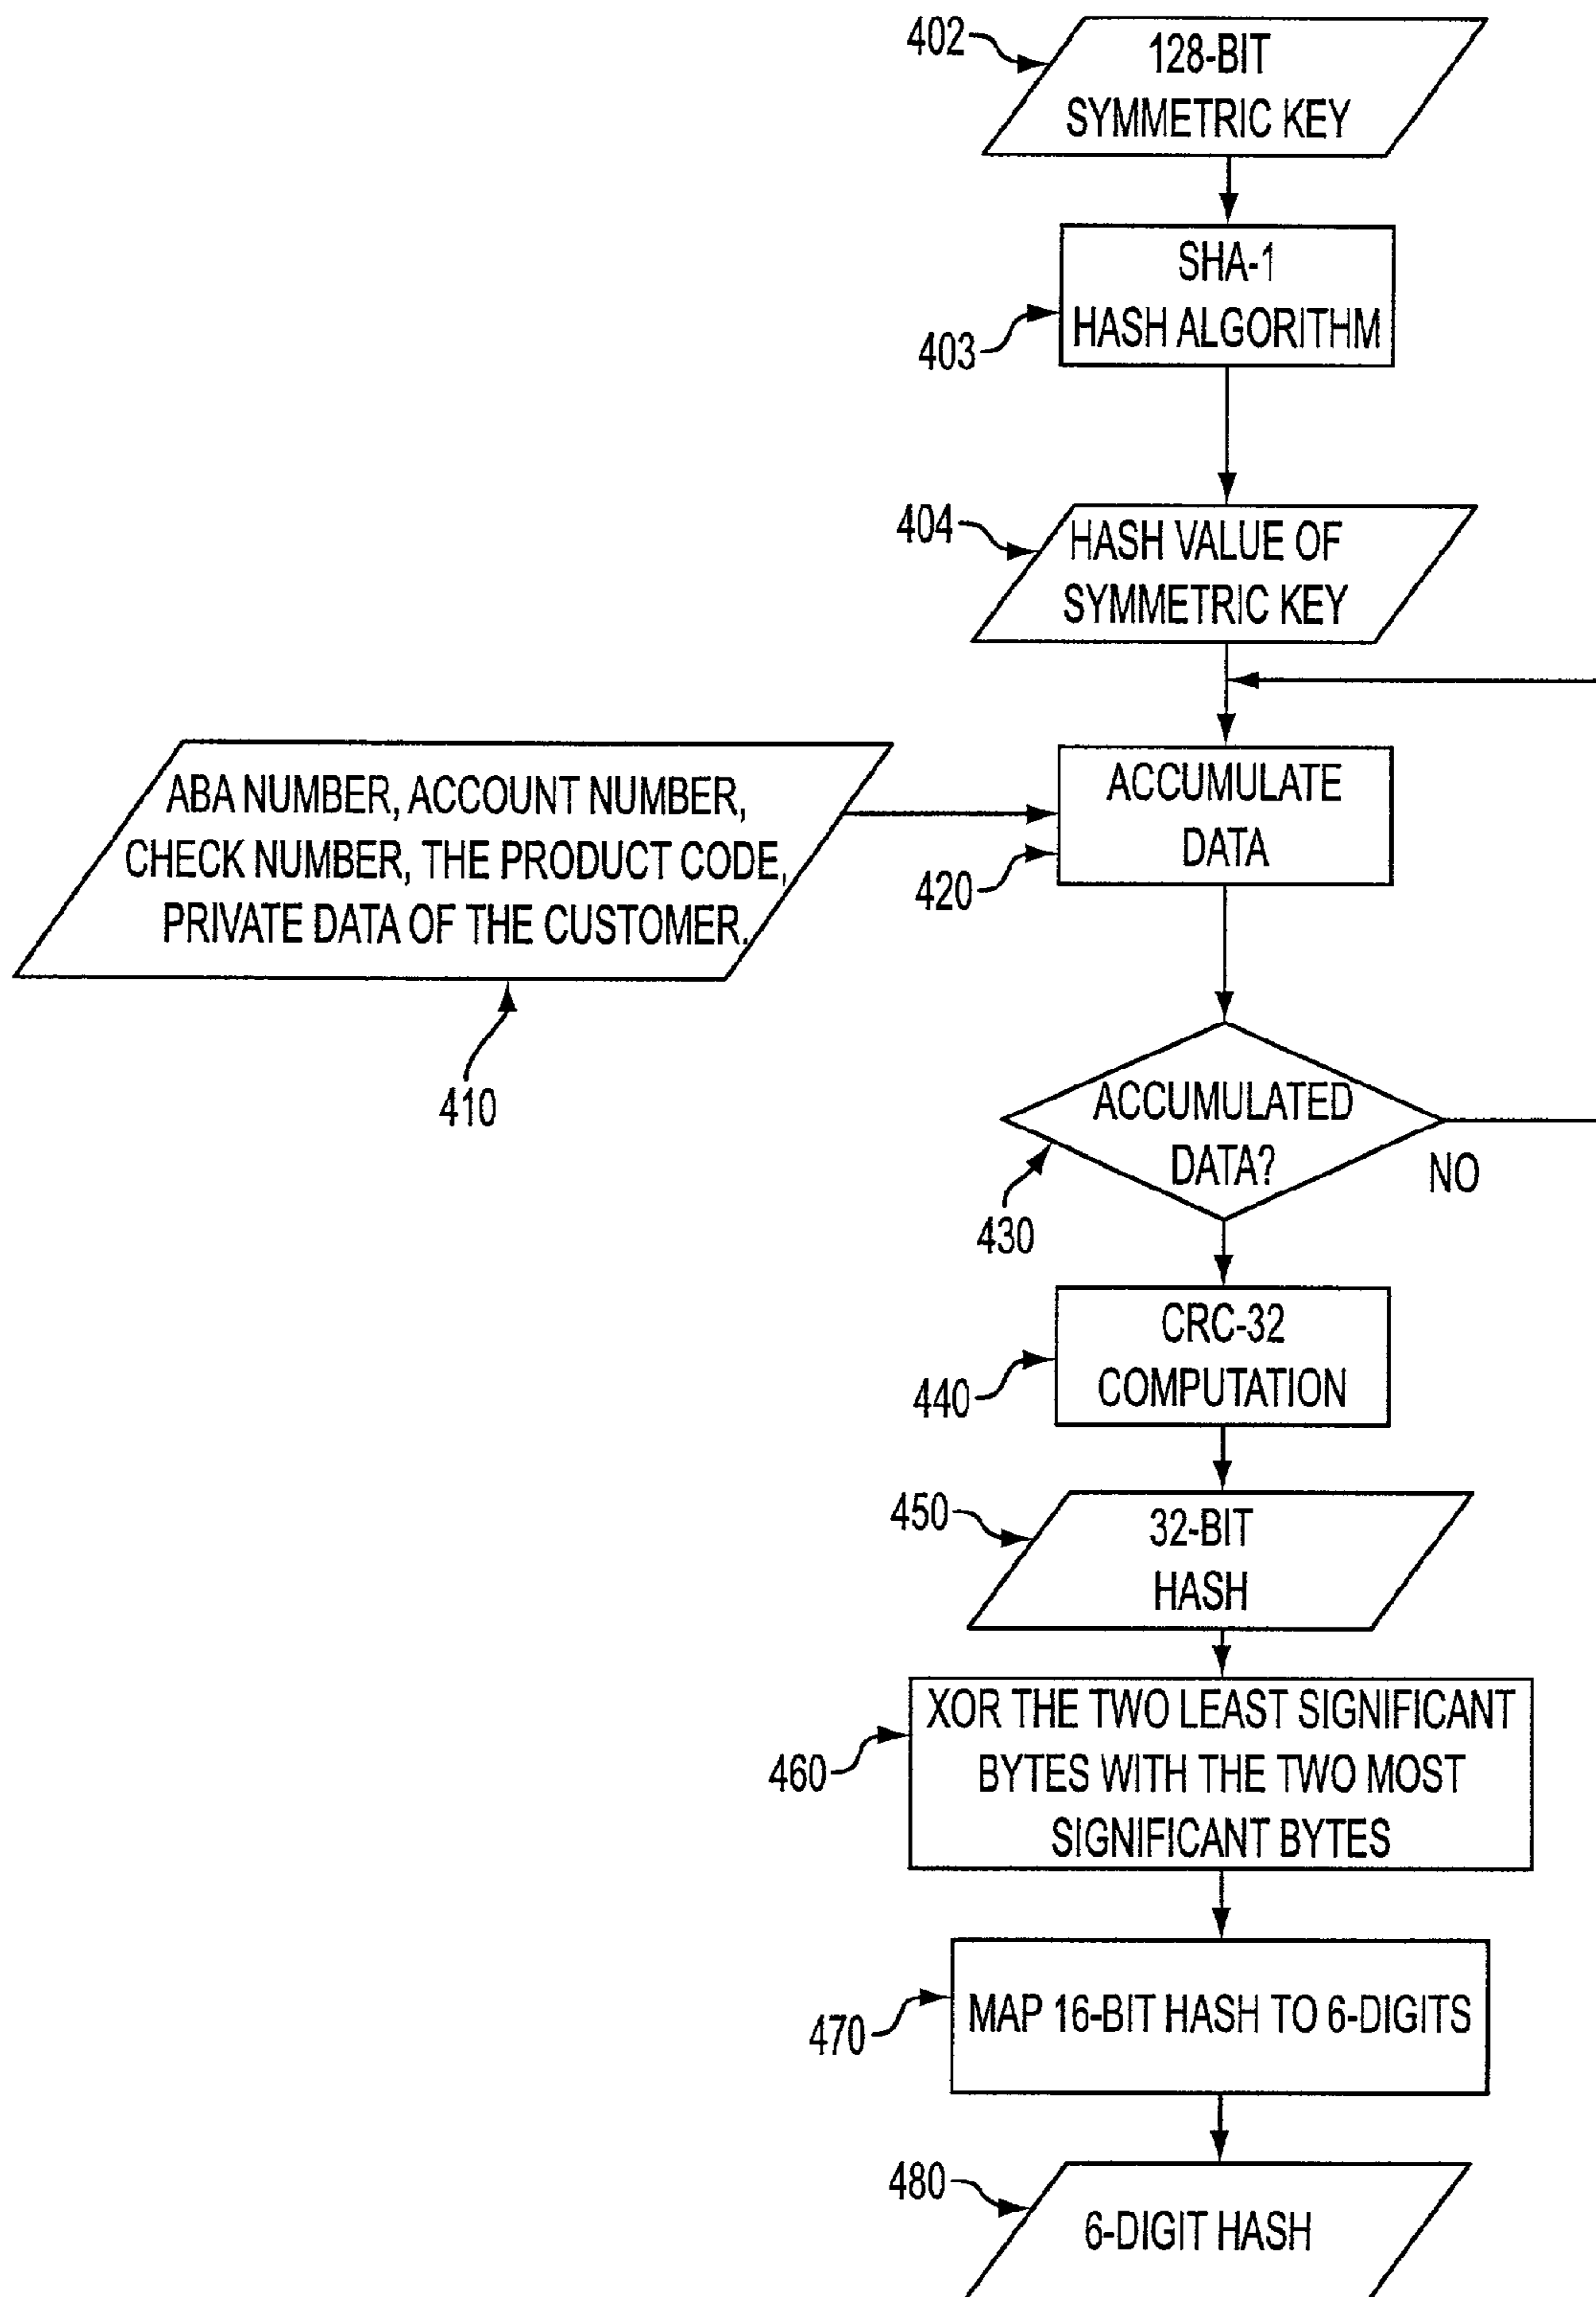 402
128-BIT
SYMMETRIC KEY
SHA-1
HASH ALGORITHM
403
404
HASH VALUE OF
SYMMETRIC KEY
ABA NUMBER, ACCOUNT NUMBER,
CHECK NUMBER, THE PRODUCT CODE,
PRIVATE DATA OF THE CUSTOMER.
410
ACCUMULATE
DATA
420
ACCUMULATED
DATA?
NO
430
CRC-32
COMPUTATION
440
450
32-BIT
HASH
XOR THE TWO LEAST SIGNIFICANT
BYTES WITH THE TWO MOST
SIGNIFICANT BYTES
460
MAP 16-BIT HASH TO 6-DIGITS
470
480
6-DIGIT HASH